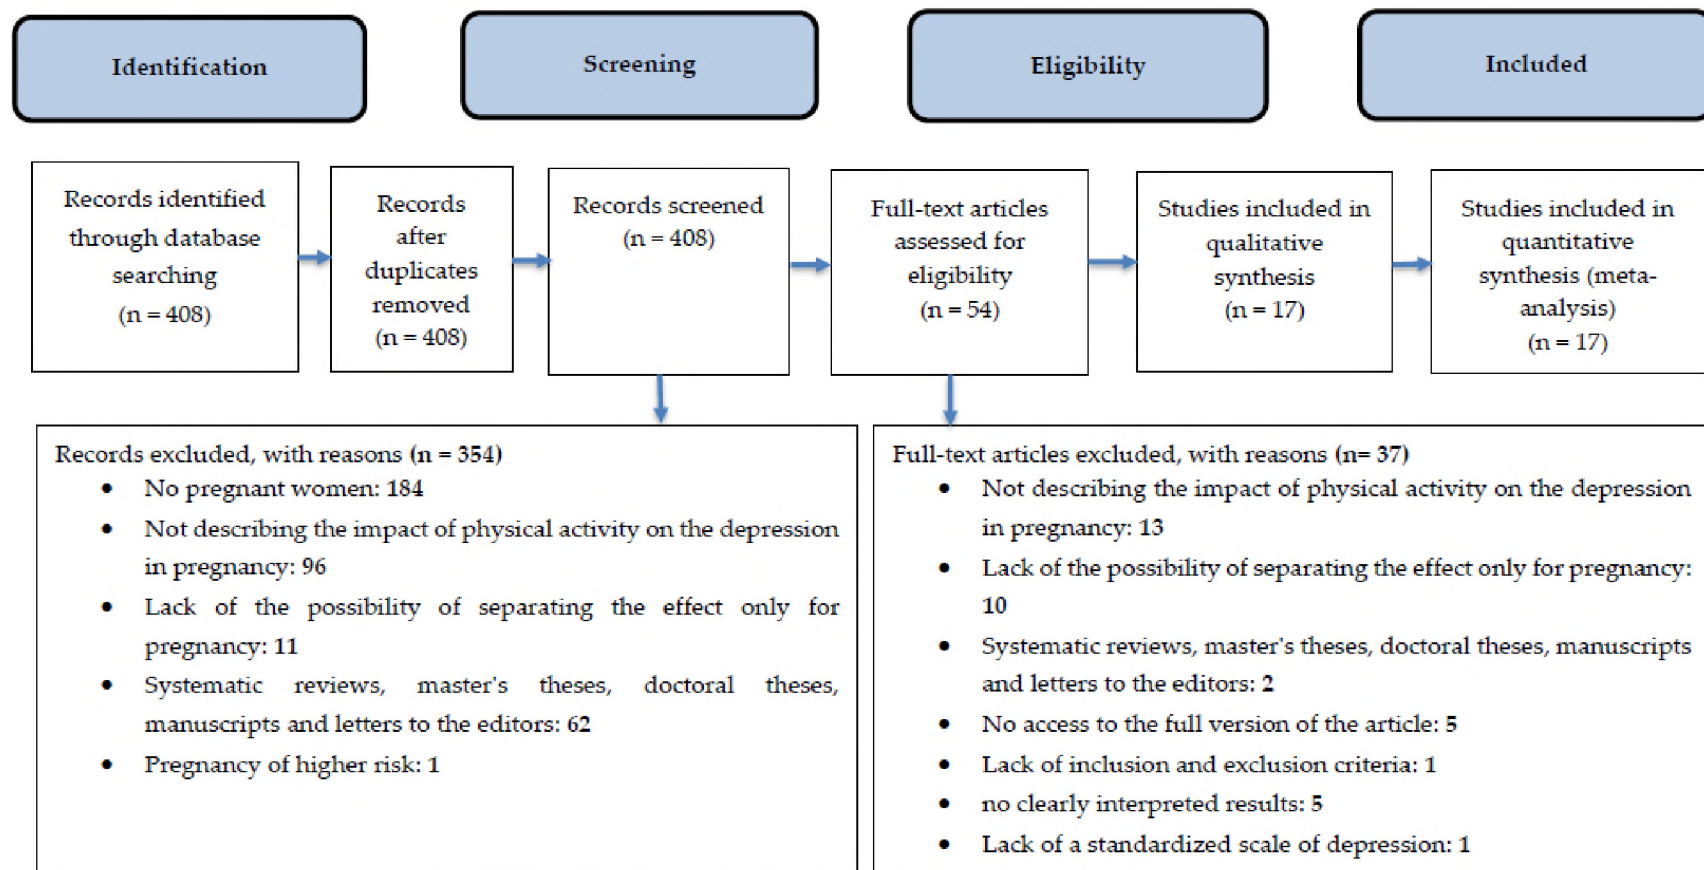 Identification
Screening
Eligibility
Included
Records identified
through database
searching
(n = 408)
Records
after
duplicates
removed
(n = 408)
Records screened
(n = 408)
Full-text articles
assessed for
eligibility
(n = 54)
Studies included in
qualitative
synthesis
(n = 17)
Studies included in
quantitative
synthesis (meta-
analysis)
(n = 17)
Records excluded, with reasons (n = 354)
• No pregnant women: 184
• Not describing the impact of physical activity on the depression
in pregnancy: 96
• Lack of the possibility of separating the effect only for
pregnancy: 11
• Systematic reviews, master's theses, doctoral theses,
manuscripts and letters to the editors: 62
• Pregnancy of higher risk: 1
Full-text articles excluded, with reasons (n= 37)
• Not describing the impact of physical activity on the depression
in pregnancy: 13
• Lack of the possibility of separating the effect only for pregnancy:
10
• Systematic reviews, master's theses, doctoral theses, manuscripts
and letters to the editors: 2
• No access to the full version of the article: 5
• Lack of inclusion and exclusion criteria: 1
• no clearly interpreted results: 5
• Lack of a standardized scale of depression: 1